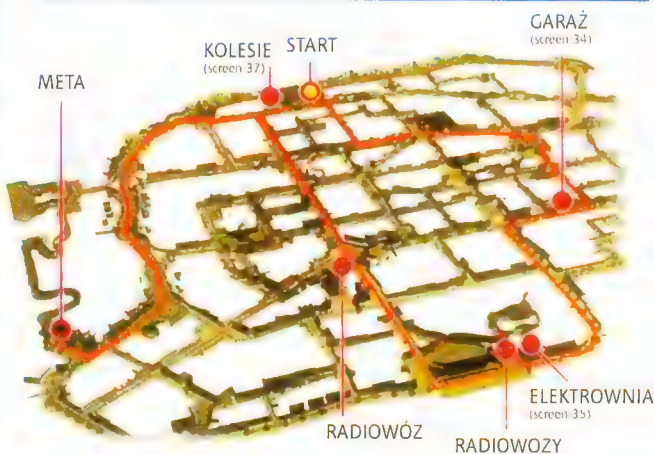 GARAŻ
(screen 34)
KOLESIE
(screen 37)
START
META
ELEKTROWNIA
(screen 35)
RADIOWÓZ
RADIOWOZY